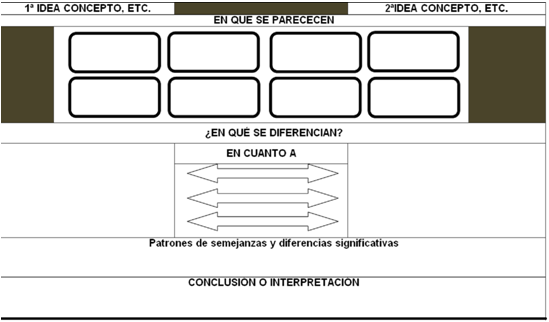 1ª IDEA CONCEPTO, ETC.
2ªIDEA CONCEPTO, ETC.
EN QUE SE PARECECEN
¿EN QUÉ SE DIFERENCIAN?
EN CUANTO A
Patrones de semejanzas y diferencias significativas
CONCLUSION O INTERPRETACION